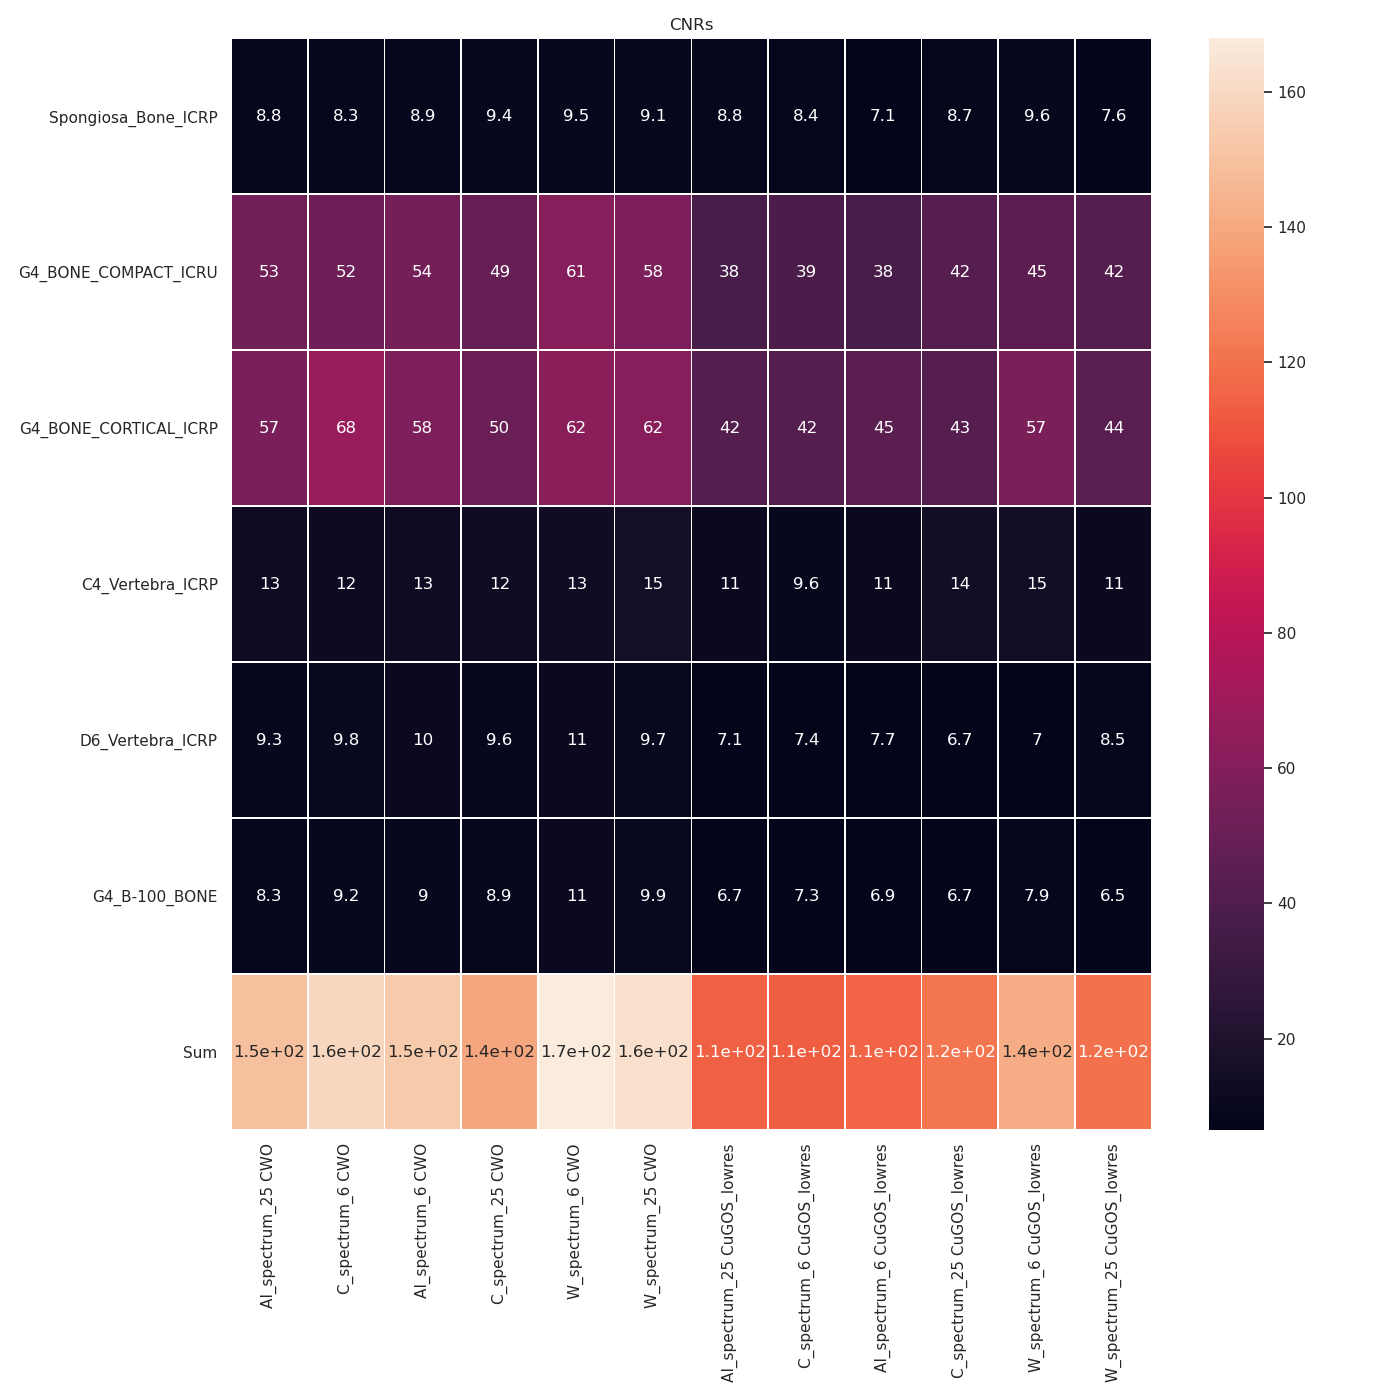 CNRs
Spongiosa_Bone_ICRP 8.8 8.3 8.9 9.4 9.5 9.1 8.8 8.4 7.1 8.7 9.6 7.6
G4_BONE_COMPACT_ICRU 53 52 54 49 61 58 38 39 38 42 45 42
G4_BONE_CORTICAL_ICRP 57 68 58 50 62 62 42 42 45 43 57 44
C4_Vertebra_ICRP 13 12 13 12 13 15 11 9.6 11 14 15 11
D6_Vertebra_ICRP 9.3 9.8 10 9.6 11 9.7 7.1 7.4 7.7 6.7 7 8.5
G4_B-100_BONE 8.3 9.2 9 8.9 11 9.9 6.7 7.3 6.9 6.7 7.9 6.5
Sum 1.5e+02 1.6e+02 1.5e+02 1.4e+02 1.7e+02 1.6e+02 1.1e+02 1.1e+02 1.1e+02 1.2e+02 1.4e+02 1.2e+02
Al_spectrum_25 CWO
C_spectrum_6 CWO
Al_spectrum_6 CWO
C_spectrum_25 CWO
W_spectrum_6 CWO
W_spectrum_25 CWO
Al_spectrum_25 CuGOS_lowres
C_spectrum_6 CuGOS_lowres
Al_spectrum_6 CuGOS_lowres
C_spectrum_25 CuGOS_lowres
W_spectrum_6 CuGOS_lowres
W_spectrum_25 CuGOS_lowres
160
140
120
100
80
60
40
20